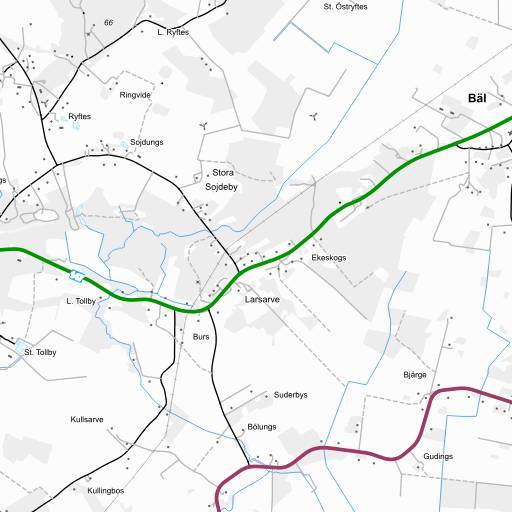 St. Östryftes
66
L. Ryftes
Ringvide
Bäl
Ryftes
Sojdungs
Stora
Sojdeby
gs
Ekeskogs
L. Tollby
Larsarve
Burs
St. Tollby
Bjärge
Suderbys
Kullsarve
Bölungs
Gudings
Kullingbos